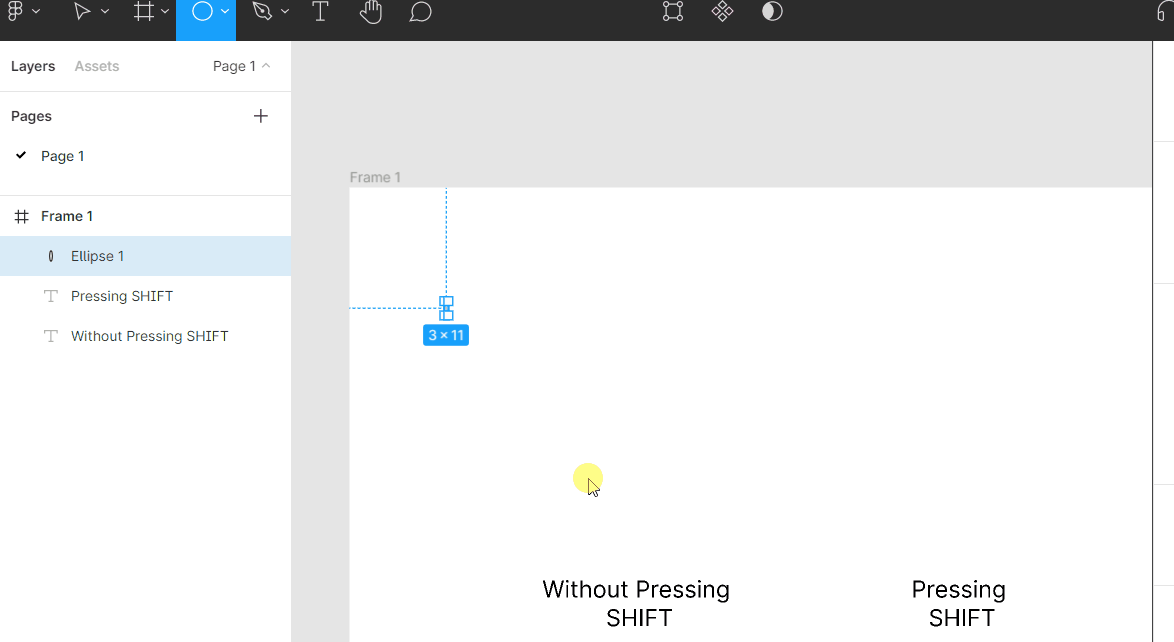 Layers Assets Page 1
Pages
Page 1
Frame 1
Frame 1
Ellipse 1
Pressing SHIFT
Without Pressing SHIFT
3 × 11
Without Pressing
SHIFT
Pressing
SHIFT